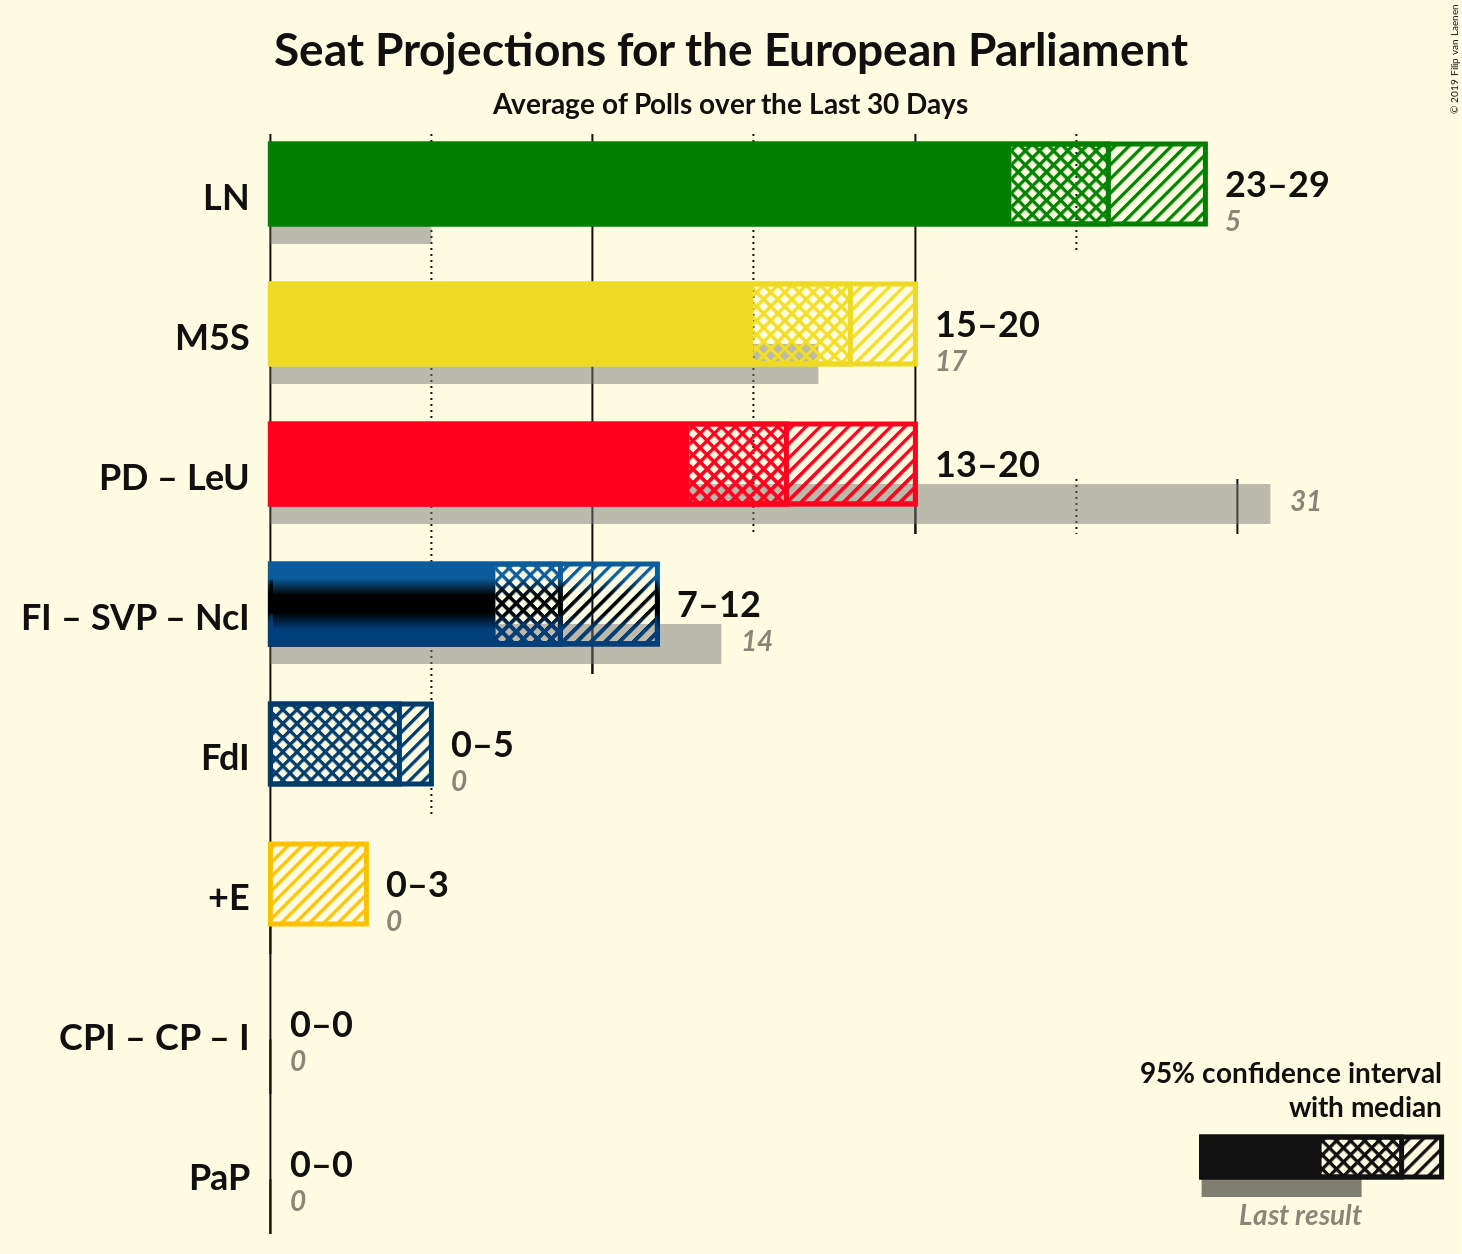 Seat Projections for the European Parliament
Average of Polls over the Last 30 Days
© 2019 Filip van Laenen
LN
23–29
5
M5S
15–20
17
PD – LeU
13–20
31
FI – SVP – NcI
7–12
14
FdI
0–5
0
+E
0–3
0
CPI – CP – I
0–0
0
PaP
0–0
0
95% confidence interval
with median
Last result